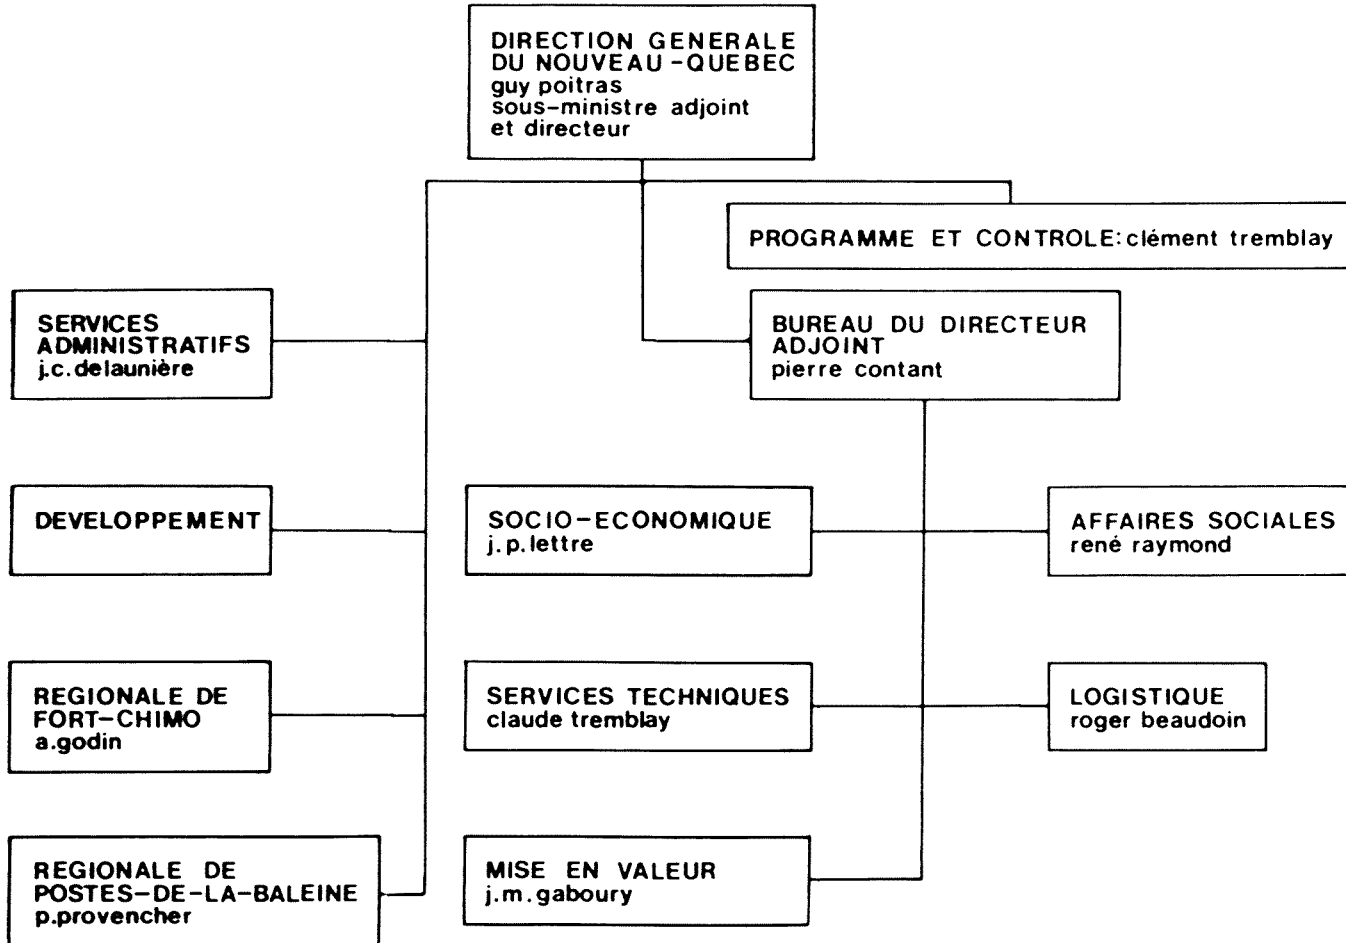 DIRECTION GENERALE
DU NOUVEAU-QUEBEC
guy poitras
sous-ministre adjoint
et directeur
PROGRAMME ET CONTROLE: clément tremblay
SERVICES
ADMINISTRATIFS
j.c.delaunière
BUREAU DU DIRECTEUR
ADJOINT
pierre contant
DEVELOPPEMENT
SOCIO-ECONOMIQUE
j.p.lettre
AFFAIRES SOCIALES
rené raymond
REGIONALE DE
FORT-CHIMO
a.godin
SERVICES TECHNIQUES
claude tremblay
LOGISTIQUE
roger beaudoin
REGIONALE DE
POSTES-DE-LA-BALEINE
p.provencher
MISE EN VALEUR
j.m.gaboury